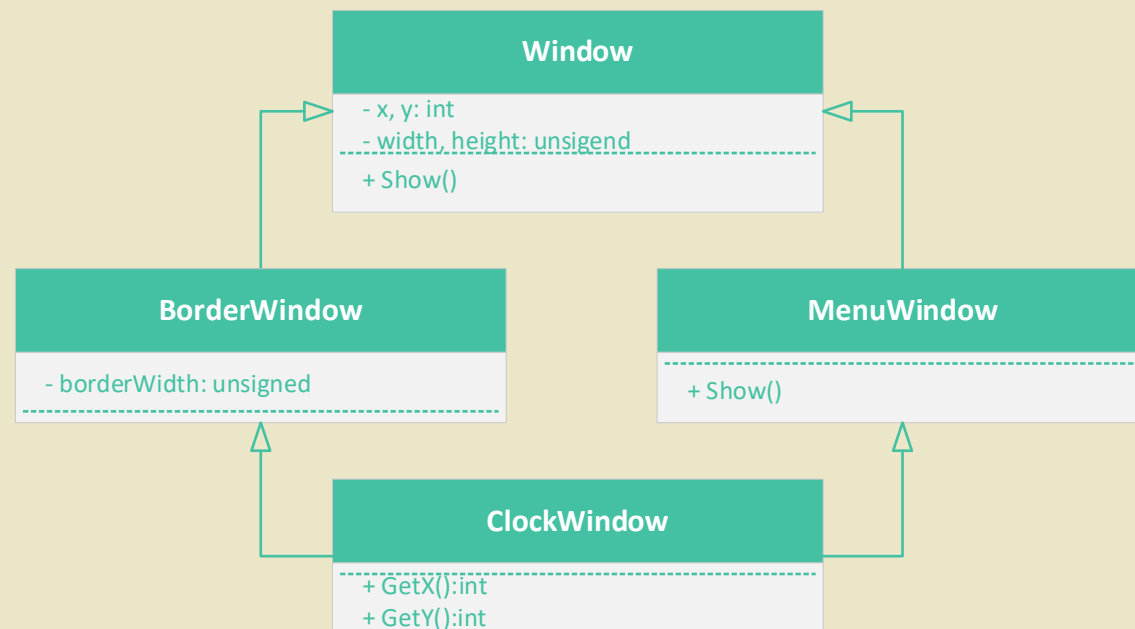 Window
- x, y: int
- width, height: unsigend
+ Show()
BorderWindow
- borderWidth: unsigned
MenuWindow
+ Show()
ClockWindow
+ GetX():int
+ GetY():int